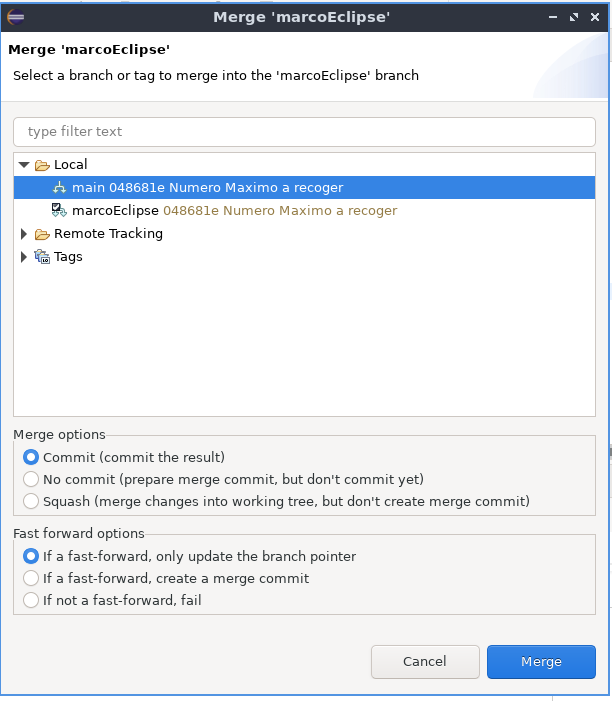 Merge 'marcoEclipse'
Merge 'marcoEclipse'
Select a branch or tag to merge into the 'marcoEclipse' branch
type filter text
Local
main 048681e Numero Maximo a recoger
marcoEclipse 048681e Numero Maximo a recoger
Remote Tracking
Tags
Merge options
Commit (commit the result)
No commit (prepare merge commit, but don't commit yet)
Squash (merge changes into working tree, but don't create merge commit)
Fast forward options
If a fast-forward, only update the branch pointer
If a fast-forward, create a merge commit
If not a fast-forward, fail
Cancel Merge